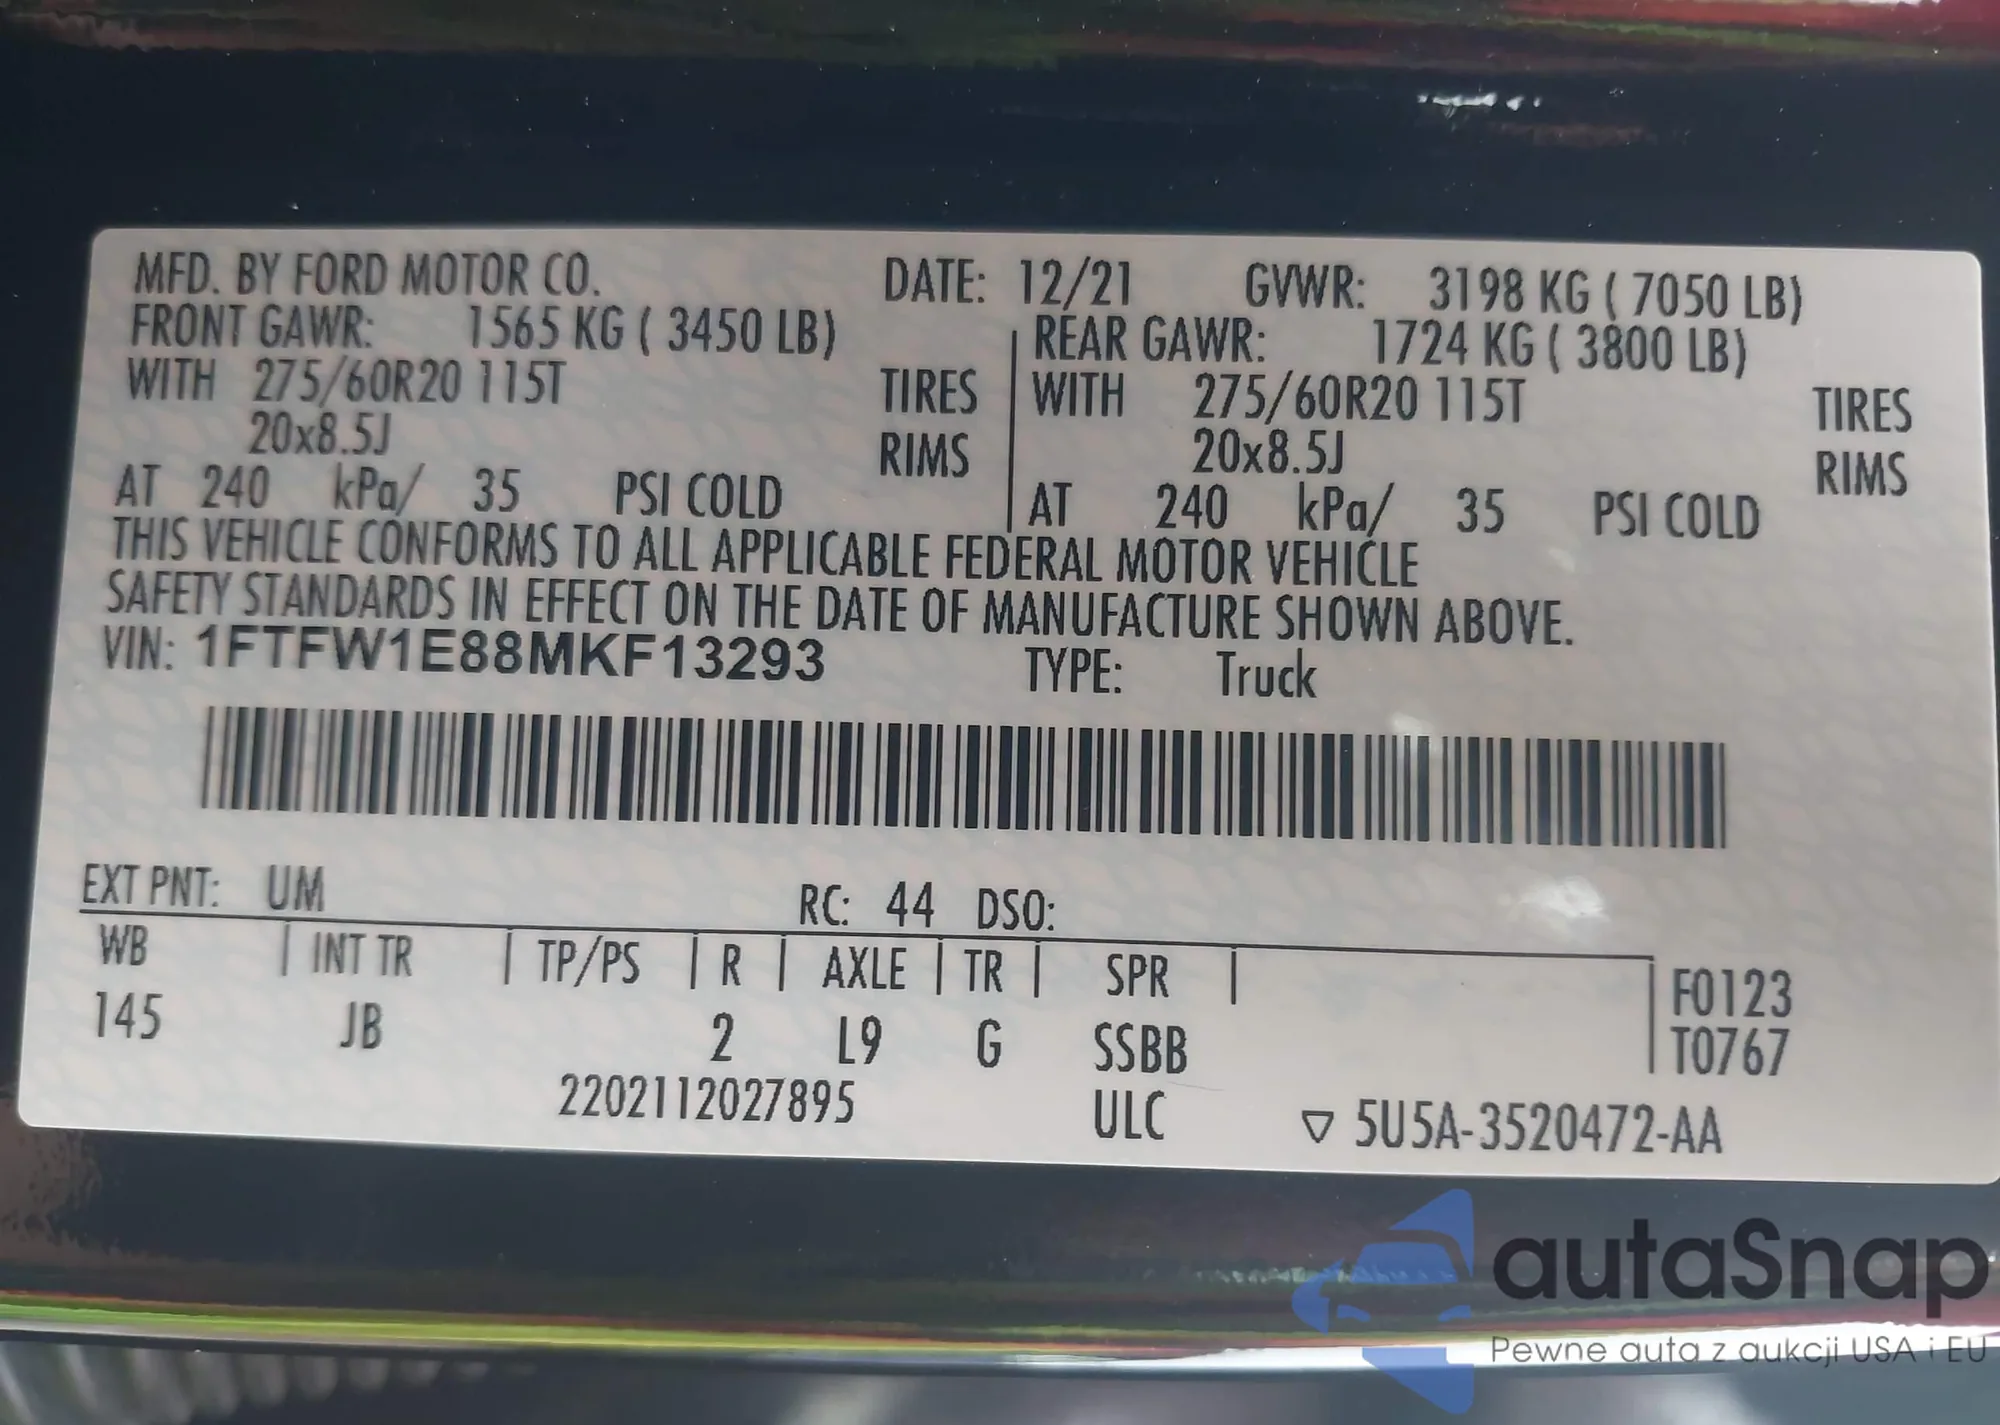 MFD. BY FORD MOTOR CO. DATE: 12/21 GVWR: 3198 KG ( 7050 LB)
FRONT GAWR: 1565 KG ( 3450 LB) REAR GAWR: 1724 KG ( 3800 LB)
WITH 275/60R20 115T TIRES WITH 275/60R20 115T TIRES
20x8.5J RIMS 20x8.5J RIMS
AT 240 kPa/ 35 PSI COLD AT 240 kPa/ 35 PSI COLD
THIS VEHICLE CONFORMS TO ALL APPLICABLE FEDERAL MOTOR VEHICLE
SAFETY STANDARDS IN EFFECT ON THE DATE OF MANUFACTURE SHOWN ABOVE.
VIN: 1FTFW1E88MKF13293 TYPE: Truck
EXT PNT: UM RC: 44 DSO:
WB INT TR TP/PS R AXLE TR SPR F0123
145 JB 2 L9 G SSBB T0767
2202112027895 ULC ▽ 5U5A-3520472-AA
autaSnap
Pewne auta z aukcji USA i EU